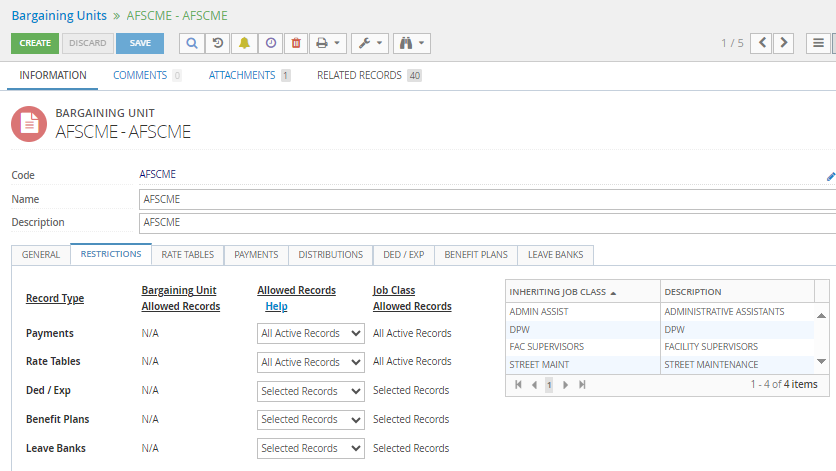 Bargaining Units » AFSCME - AFSCME
CREATE DISCARD SAVE 1 / 5
INFORMATION COMMENTS 0 ATTACHMENTS 1 RELATED RECORDS 40
BARGAINING UNIT
AFSCME - AFSCME
Code AFSCME
Name AFSCME
Description AFSCME
GENERAL RESTRICTIONS RATE TABLES PAYMENTS DISTRIBUTIONS DED / EXP BENEFIT PLANS LEAVE BANKS
Record Type
Bargaining Unit
Allowed Records
Allowed Records
Help
Job Class
Allowed Records
Payments N/A All Active Records All Active Records
Rate Tables N/A All Active Records All Active Records
Ded / Exp N/A Selected Records Selected Records
Benefit Plans N/A Selected Records Selected Records
Leave Banks N/A Selected Records Selected Records
INHERITING JOB CLASS DESCRIPTION
ADMIN ASSIST ADMINISTRATIVE ASSISTANTS
DPW DPW
FAC SUPERVISORS FACILITY SUPERVISORS
STREET MAINT STREET MAINTENANCE
1 1 - 4 of 4 items